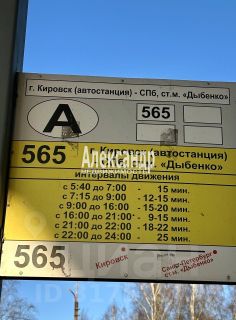 г. Кировск (автостанция) - СПб, ст.м. «Дыбенко»
А
565
565
Кировск (автостанция)
ст.м. «Дыбенко»
Александр
НЕДВИЖИМОСТЬ
ИНТЕРВАЛЫ ДВИЖЕНИЯ
с 5:40 до 7:00 - 15 мин.
с 7:15 до 9:00 - 12-15 мин.
с 9:00 до 16:00 - 15-20 мин.
с 16:00 до 21:00 - 9-15 мин.
с 21:00 до 22:00 - 18-22 мин.
с 22:00 до 24:00 - 25 мин.
565
Кировск
Санкт-Петербург
ст.м. «Дыбенко»